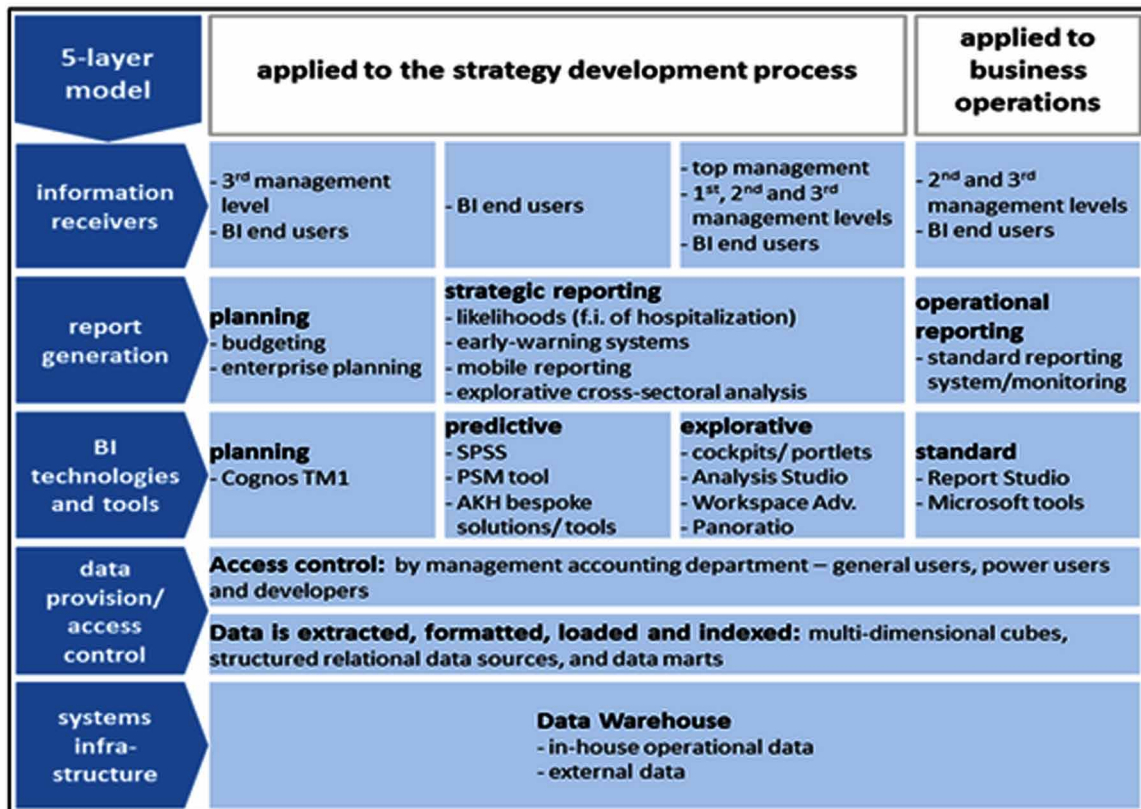 5-layer
model
applied to the strategy development process
applied to
business
operations
information
receivers
- 3rd management
level
- BI end users
- BI end users
- top management
- 1st, 2nd and 3rd
management levels
- BI end users
- 2nd and 3rd
management levels
- BI end users
report
generation
planning
- budgeting
- enterprise planning
strategic reporting
- likelihoods (f.i. of hospitalization)
- early-warning systems
- mobile reporting
- explorative cross-sectoral analysis
operational
reporting
- standard reporting
system/monitoring
BI
technologies
and tools
planning
- Cognos TM1
predictive
- SPSS
- PSM tool
- AKH bespoke
solutions/ tools
explorative
- cockpits/ portlets
- Analysis Studio
- Workspace Adv.
- Panoratio
standard
- Report Studio
- Microsoft tools
data
provision/
access
control
Access control: by management accounting department – general users, power users
and developers
Data is extracted, formatted, loaded and indexed: multi-dimensional cubes,
structured relational data sources, and data marts
systems
infra-
structure
Data Warehouse
- in-house operational data
- external data